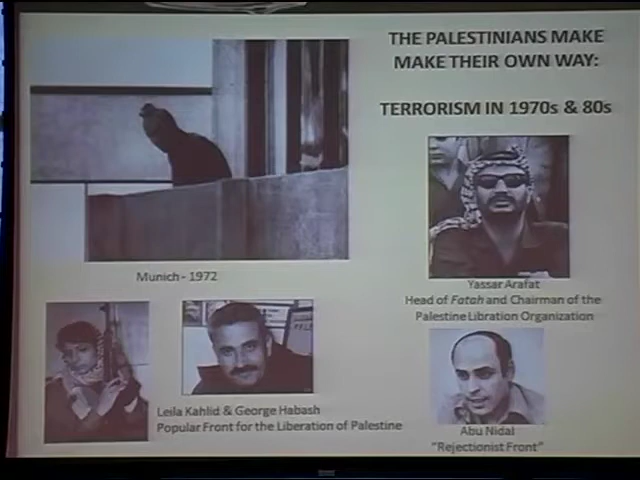 THE PALESTINIANS MAKE
MAKE THEIR OWN WAY:
TERRORISM IN 1970s & 80s
Munich - 1972
Yassar Arafat
Head of Fatah and Chairman of the
Palestine Libration Organization
Leila Kahlid & George Habash
Popular Front for the Liberation of Palestine
Abu Nidal
"Rejectionist Front"